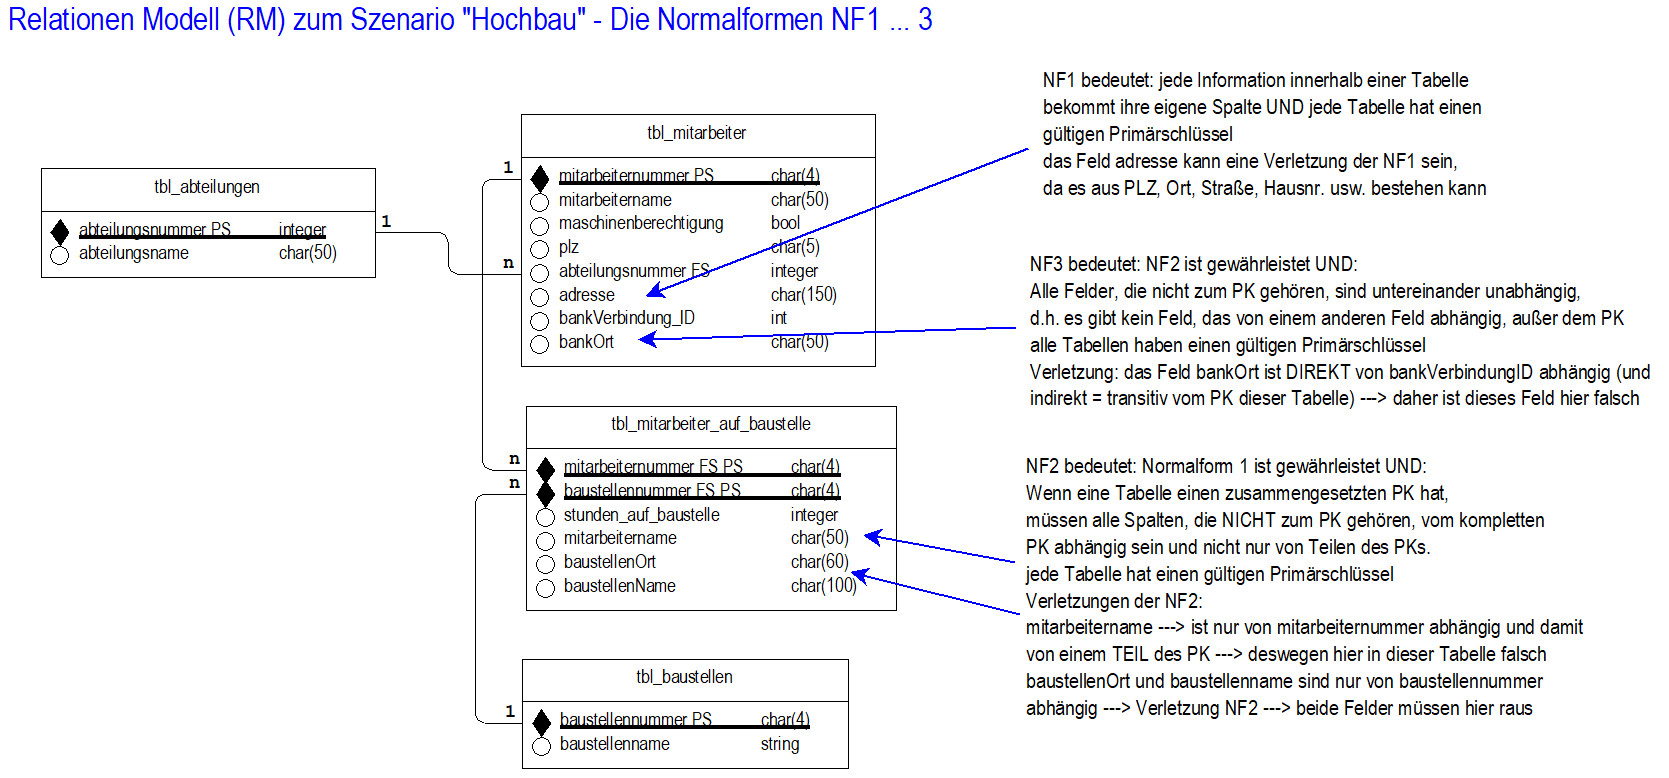 Relationen Modell (RM) zum Szenario "Hochbau" - Die Normalformen NF1 ... 3
tbl_abteilungen
abteilungsnummer PS integer
abteilungsname char(50)
1
n
1
tbl_mitarbeiter
mitarbeiternummer PS char(4)
mitarbeitername char(50)
maschinenberechtigung bool
plz char(5)
abteilungsnummer FS integer
adresse char(150)
bankVerbindung_ID int
bankOrt char(50)
n
n
1
tbl_mitarbeiter_auf_baustelle
mitarbeiternummer FS PS char(4)
baustellennummer FS PS char(4)
stunden_auf_baustelle integer
mitarbeitername char(50)
baustellenOrt char(60)
baustellenName char(100)
tbl_baustellen
baustellennummer PS char(4)
baustellenname string
NF1 bedeutet: jede Information innerhalb einer Tabelle
bekommt ihre eigene Spalte UND jede Tabelle hat einen
gültigen Primärschlüssel
das Feld adresse kann eine Verletzung der NF1 sein,
da es aus PLZ, Ort, Straße, Hausnr. usw. bestehen kann
NF3 bedeutet: NF2 ist gewährleistet UND:
Alle Felder, die nicht zum PK gehören, sind untereinander unabhängig,
d.h. es gibt kein Feld, das von einem anderen Feld abhängig, außer dem PK
alle Tabellen haben einen gültigen Primärschlüssel
Verletzung: das Feld bankOrt ist DIREKT von bankVerbindungID abhängig (und
indirekt = transitiv vom PK dieser Tabelle) ---> daher ist dieses Feld hier falsch
NF2 bedeutet: Normalform 1 ist gewährleistet UND:
Wenn eine Tabelle einen zusammengesetzten PK hat,
müssen alle Spalten, die NICHT zum PK gehören, vom kompletten
PK abhängig sein und nicht nur von Teilen des PKs.
jede Tabelle hat einen gültigen Primärschlüssel
Verletzungen der NF2:
mitarbeitername ---> ist nur von mitarbeiternummer abhängig und damit
von einem TEIL des PK ---> deswegen hier in dieser Tabelle falsch
baustellenOrt und baustellenname sind nur von baustellennummer
abhängig ---> Verletzung NF2 ---> beide Felder müssen hier raus